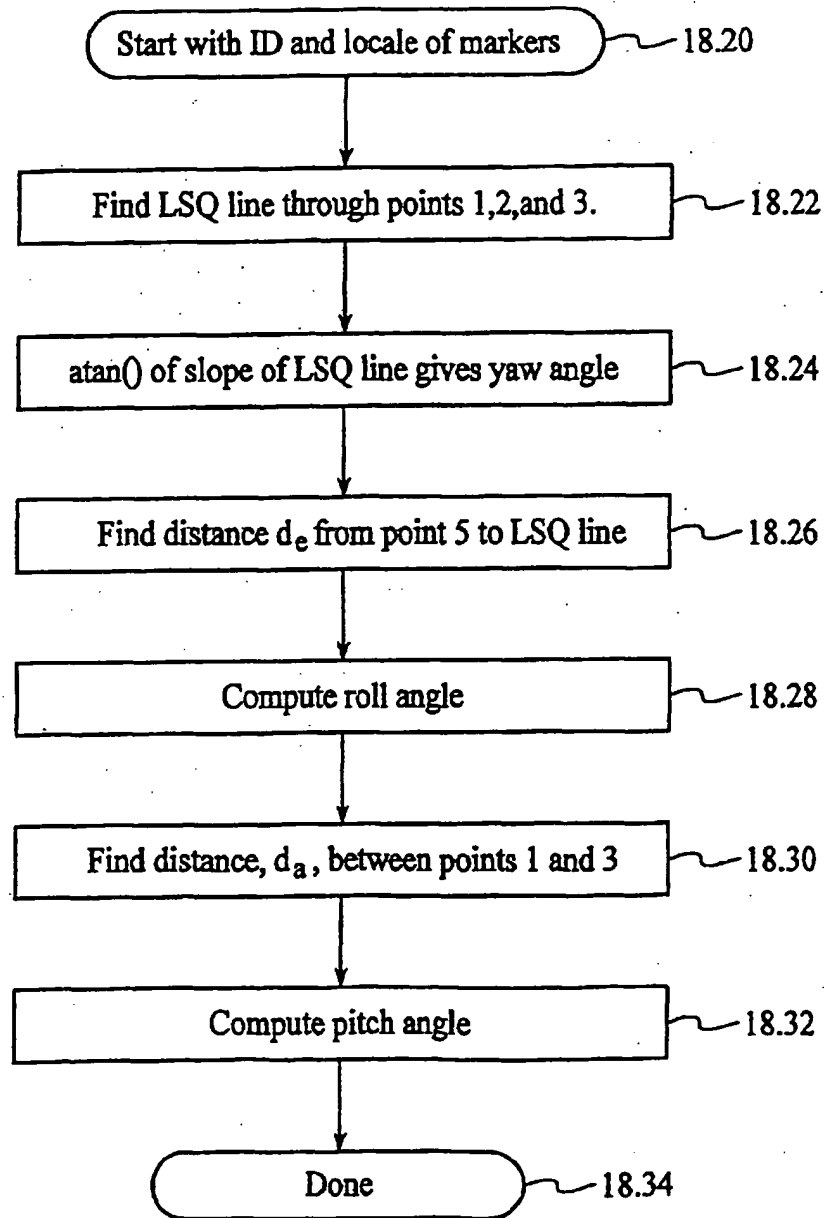 Start with ID and locale of markers 18.20
Find LSQ line through points 1,2,and 3. 18.22
atan() of slope of LSQ line gives yaw angle 18.24
Find distance de from point 5 to LSQ line 18.26
Compute roll angle 18.28
Find distance, da, between points 1 and 3 18.30
Compute pitch angle 18.32
Done 18.34